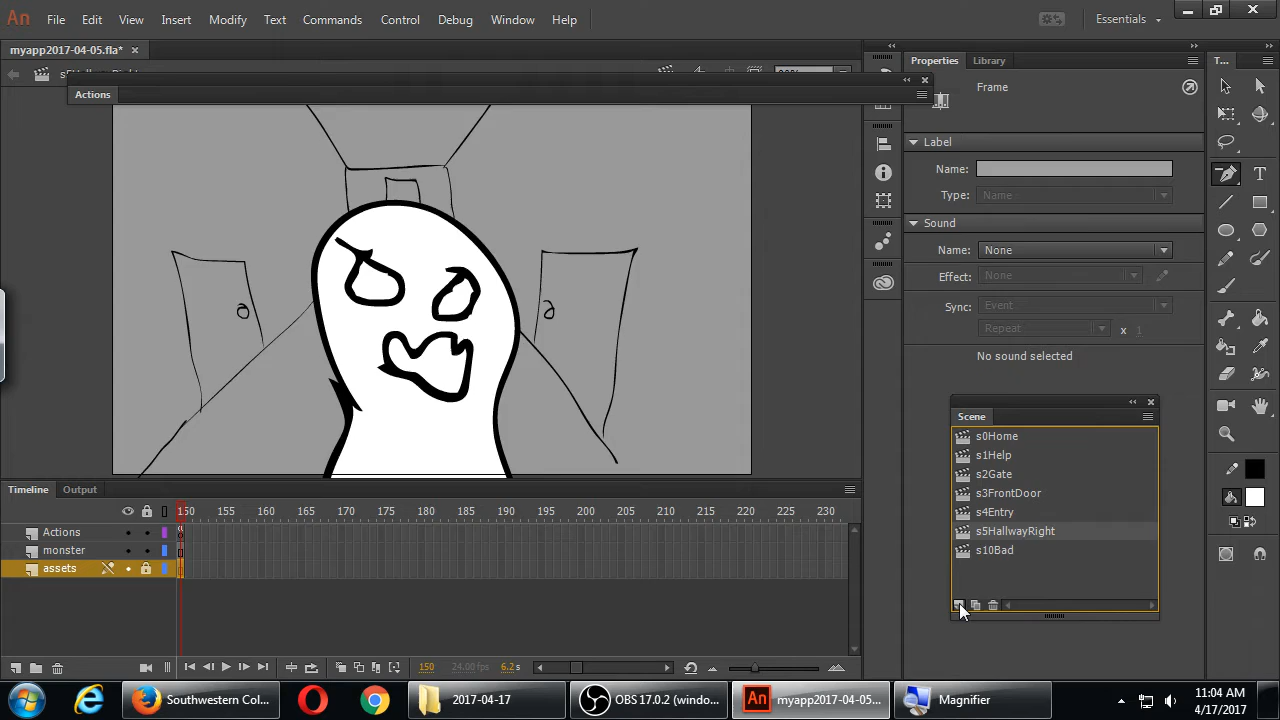 An File Edit View Insert Modify Text Commands Control Debug Window Help Essentials
myapp2017-04-05.fla*
Properties Library T...
Actions
Frame
Label
Name:
Type: Name
Sound
Name: None
Effect: None
Sync: Event
Repeat x 1
No sound selected
Scene
s0Home
s1Help
s2Gate
s3FrontDoor
s4Entry
s5HallwayRight
s10Bad
Timeline Output
150 155 160 165 170 175 180 185 190 195 200 205 210 215 220 225 230
Actions
monster
assets
150 24.00 fps 6.2 s
Southwestern Col... 2017-04-17 OBS 17.0.2 (windo... An myapp2017-04-05... Magnifier
11:04 AM
4/17/2017